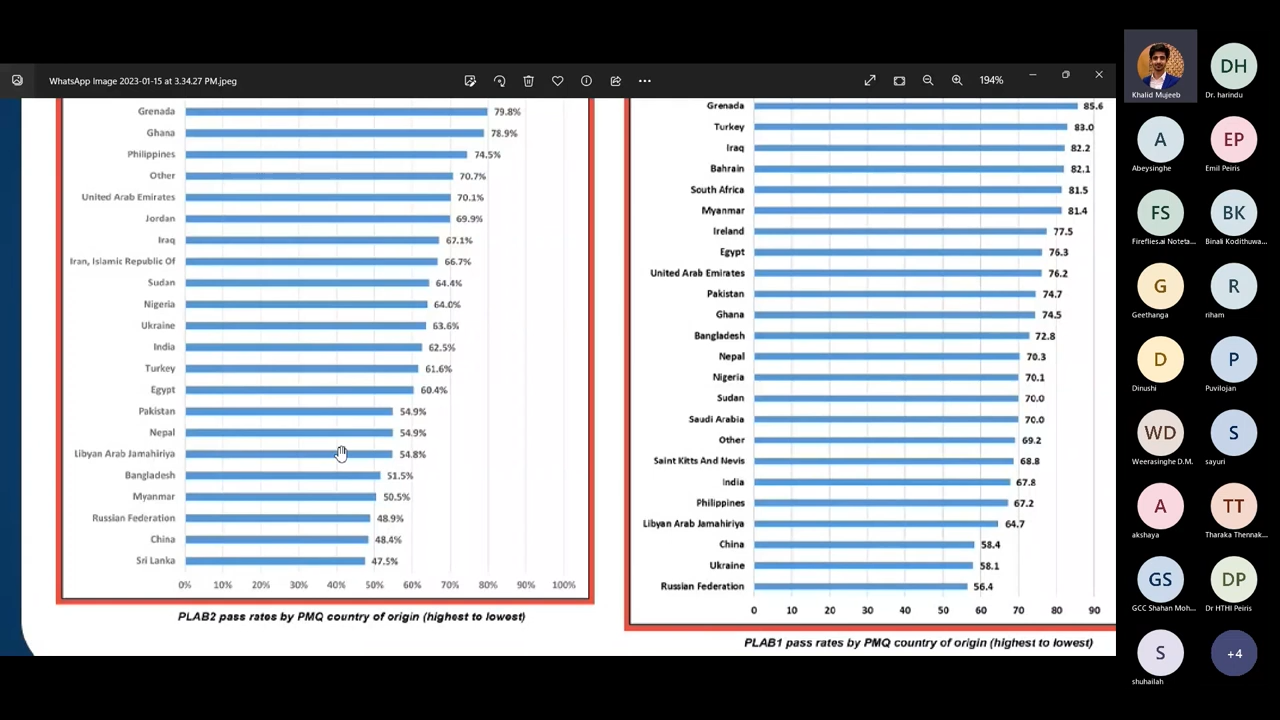 WhatsApp Image 2023-01-15 at 3.34.27 PM.jpeg
194%
Grenada 79.8%
Ghana 78.9%
Philippines 74.5%
Other 70.7%
United Arab Emirates 70.1%
Jordan 69.9%
Iraq 67.1%
Iran, Islamic Republic Of 66.7%
Sudan 64.4%
Nigeria 64.0%
Ukraine 63.6%
India 62.5%
Turkey 61.6%
Egypt 60.4%
Pakistan 54.9%
Nepal 54.9%
Libyan Arab Jamahiriya 54.8%
Bangladesh 51.5%
Myanmar 50.5%
Russian Federation 48.9%
China 48.4%
Sri Lanka 47.5%
0% 10% 20% 30% 40% 50% 60% 70% 80% 90% 100%
PLAB2 pass rates by PMQ country of origin (highest to lowest)
Grenada 85.6
Turkey 83.0
Iraq 82.2
Bahrain 82.1
South Africa 81.5
Myanmar 81.4
Ireland 77.5
Egypt 76.3
United Arab Emirates 76.2
Pakistan 74.7
Ghana 74.5
Bangladesh 72.8
Nepal 70.3
Nigeria 70.1
Sudan 70.0
Saudi Arabia 70.0
Other 69.2
Saint Kitts And Nevis 68.8
India 67.8
Philippines 67.2
Libyan Arab Jamahiriya 64.7
China 58.4
Ukraine 58.1
Russian Federation 56.4
0 10 20 30 40 50 60 70 80 90
PLAB1 pass rates by PMQ country of origin (highest to lowest)
Khalid Mujeeb
DH
Dr. harindu
A
Abeysinghe
EP
Emil Peiris
FS
Fireflies.ai Noteta...
BK
Binali Kodithuwa...
G
Geethanga
R
riham
D
Dinushi
P
Puvilojan
WD
Weerasinghe D.M.
S
sayuri
A
akshaya
TT
Tharaka Thennak...
GS
GCC Shahan Moh...
DP
Dr HTHI Peiris
S
shuhailah
+4